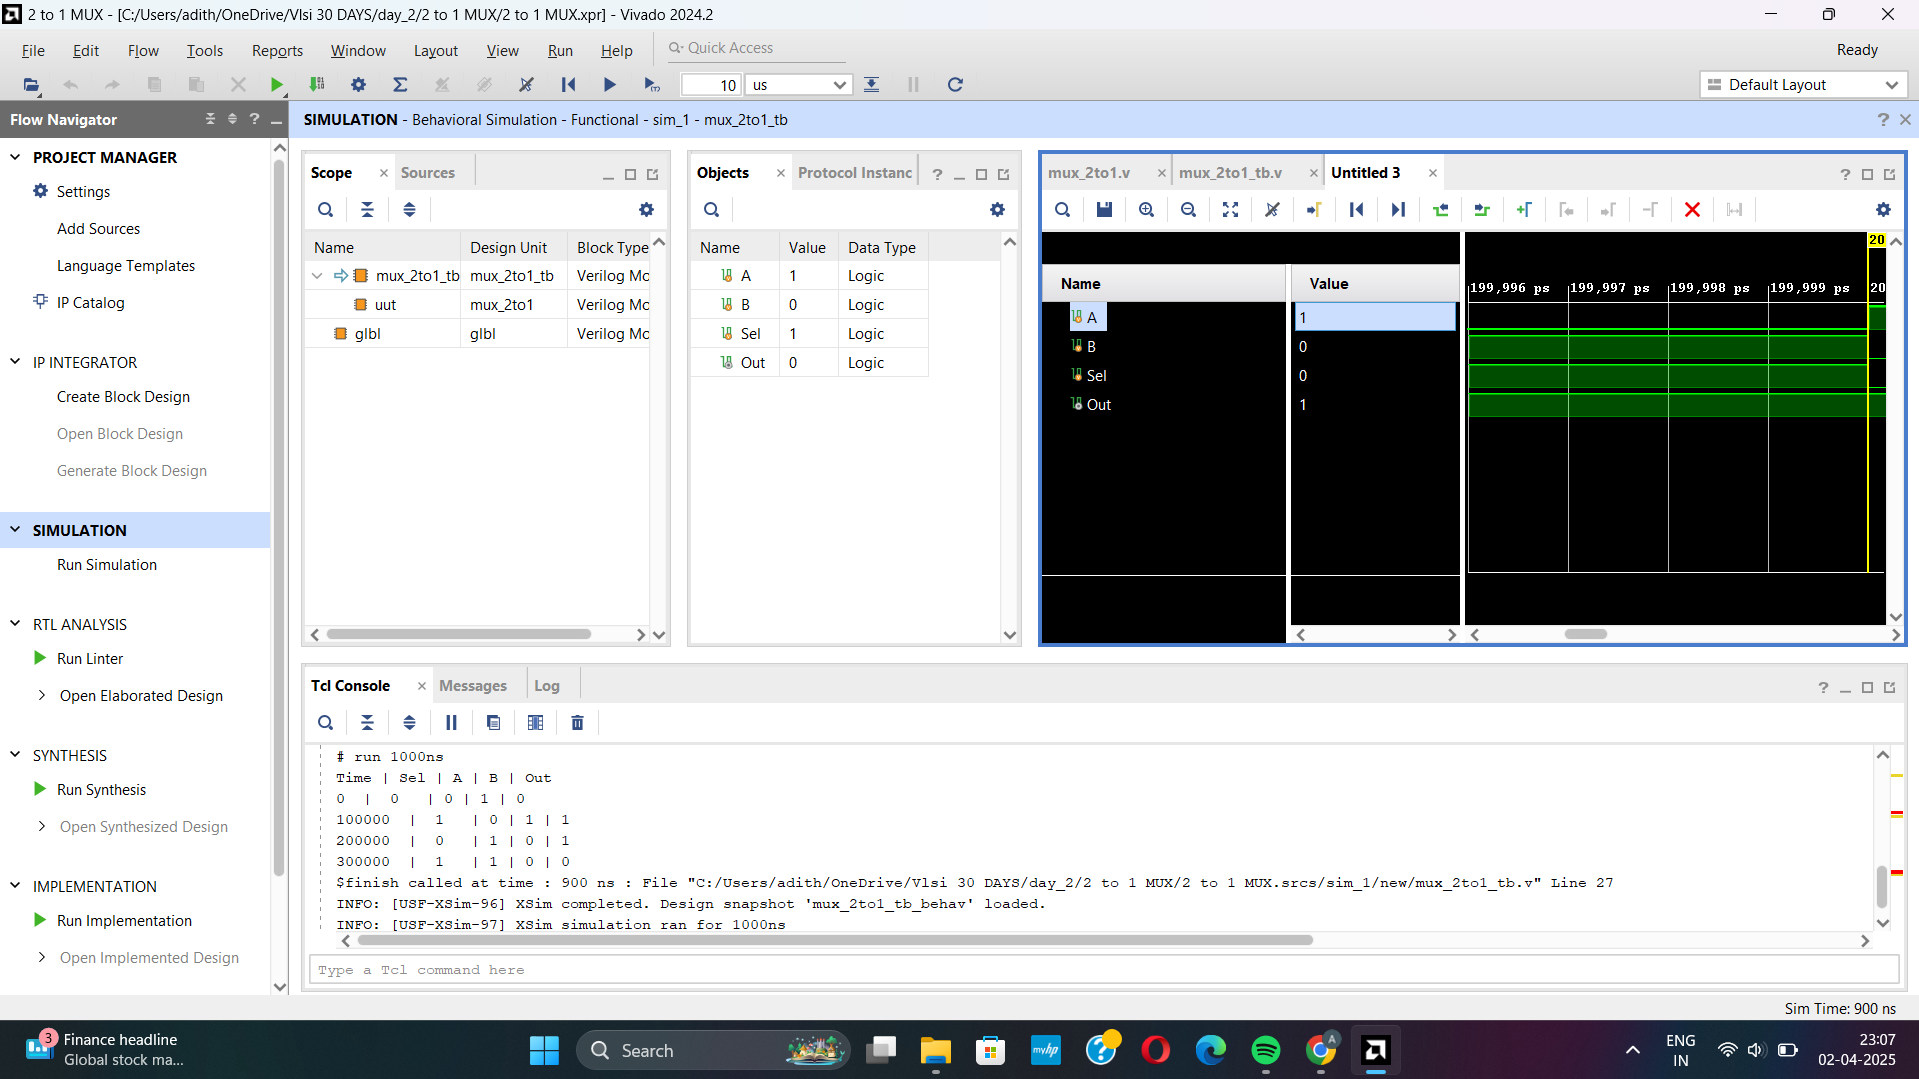 2 to 1 MUX - [C:/Users/adith/OneDrive/Vlsi 30 DAYS/day_2/2 to 1 MUX/2 to 1 MUX.xpr] - Vivado 2024.2
File Edit Flow Tools Reports Window Layout View Run Help Quick Access Ready
10 us Default Layout
Flow Navigator
PROJECT MANAGER
Settings
Add Sources
Language Templates
IP Catalog
IP INTEGRATOR
Create Block Design
Open Block Design
Generate Block Design
SIMULATION
Run Simulation
RTL ANALYSIS
Run Linter
Open Elaborated Design
SYNTHESIS
Run Synthesis
Open Synthesized Design
IMPLEMENTATION
Run Implementation
Open Implemented Design
SIMULATION - Behavioral Simulation - Functional - sim_1 - mux_2to1_tb
Scope Sources
Name Design Unit Block Type
mux_2to1_tb mux_2to1_tb Verilog Mo
uut mux_2to1 Verilog Mo
glbl glbl Verilog Mo
Objects Protocol Instanc
Name Value Data Type
A 1 Logic
B 0 Logic
Sel 1 Logic
Out 0 Logic
mux_2to1.v mux_2to1_tb.v Untitled 3
20
Name Value 199,996 ps 199,997 ps 199,998 ps 199,999 ps 20
A 1
B 0
Sel 0
Out 1
Tcl Console Messages Log
# run 1000ns
Time | Sel | A | B | Out
0 | 0 | 0 | 1 | 0
100000 | 1 | 0 | 1 | 1
200000 | 0 | 1 | 0 | 1
300000 | 1 | 1 | 0 | 0
$finish called at time : 900 ns : File "C:/Users/adith/OneDrive/Vlsi 30 DAYS/day_2/2 to 1 MUX/2 to 1 MUX.srcs/sim_1/new/mux_2to1_tb.v" Line 27
INFO: [USF-XSim-96] XSim completed. Design snapshot 'mux_2to1_tb_behav' loaded.
INFO: [USF-XSim-97] XSim simulation ran for 1000ns
Type a Tcl command here
Sim Time: 900 ns
3 Finance headline
Global stock ma...
Search
myhp
A
ENG
IN
23:07
02-04-2025